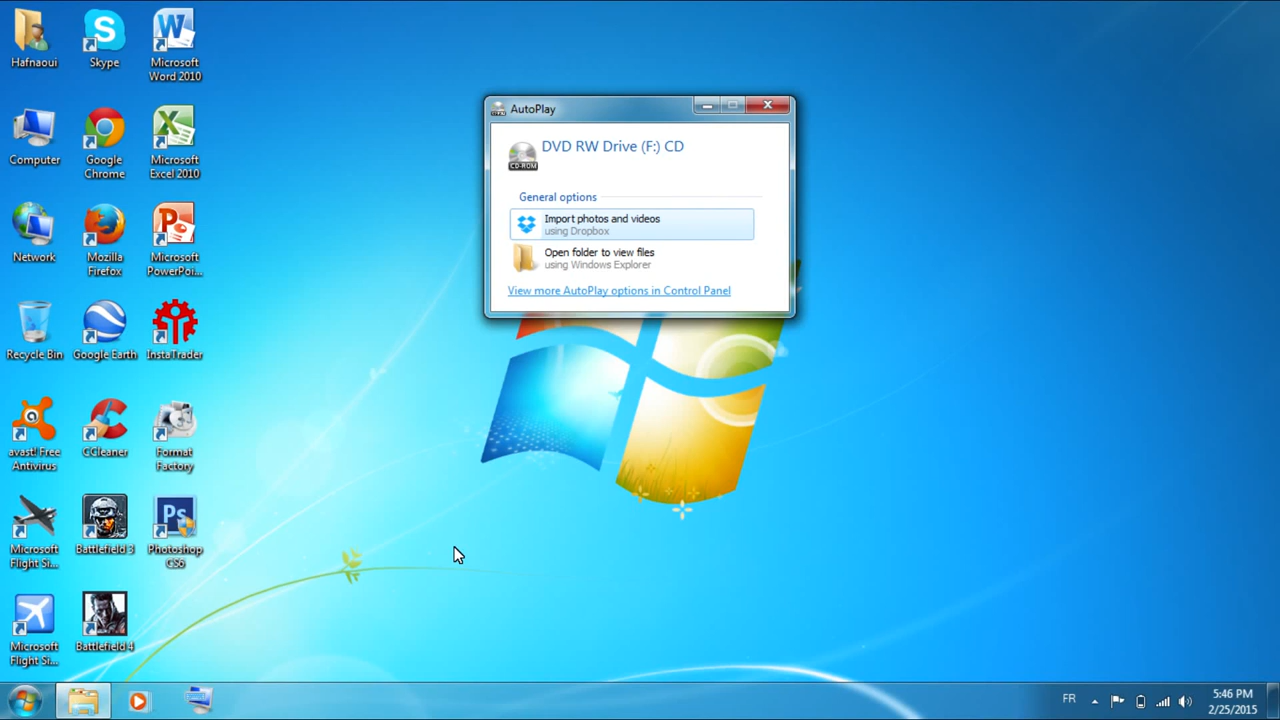 Hafnaoui
Skype
Microsoft
Word 2010
Computer
Google
Chrome
Microsoft
Excel 2010
Network
Mozilla
Firefox
Microsoft
PowerPoi...
Recycle Bin
Google Earth
InstaTrader
avast! Free
Antivirus
CCleaner
Format
Factory
Microsoft
Flight Si...
Battlefield 3
Photoshop
CS6
Microsoft
Flight Si...
Battlefield 4
AutoPlay
DVD RW Drive (F:) CD
CD-ROM
General options
Import photos and videos
using Dropbox
Open folder to view files
using Windows Explorer
View more AutoPlay options in Control Panel
FR
5:46 PM
2/25/2015